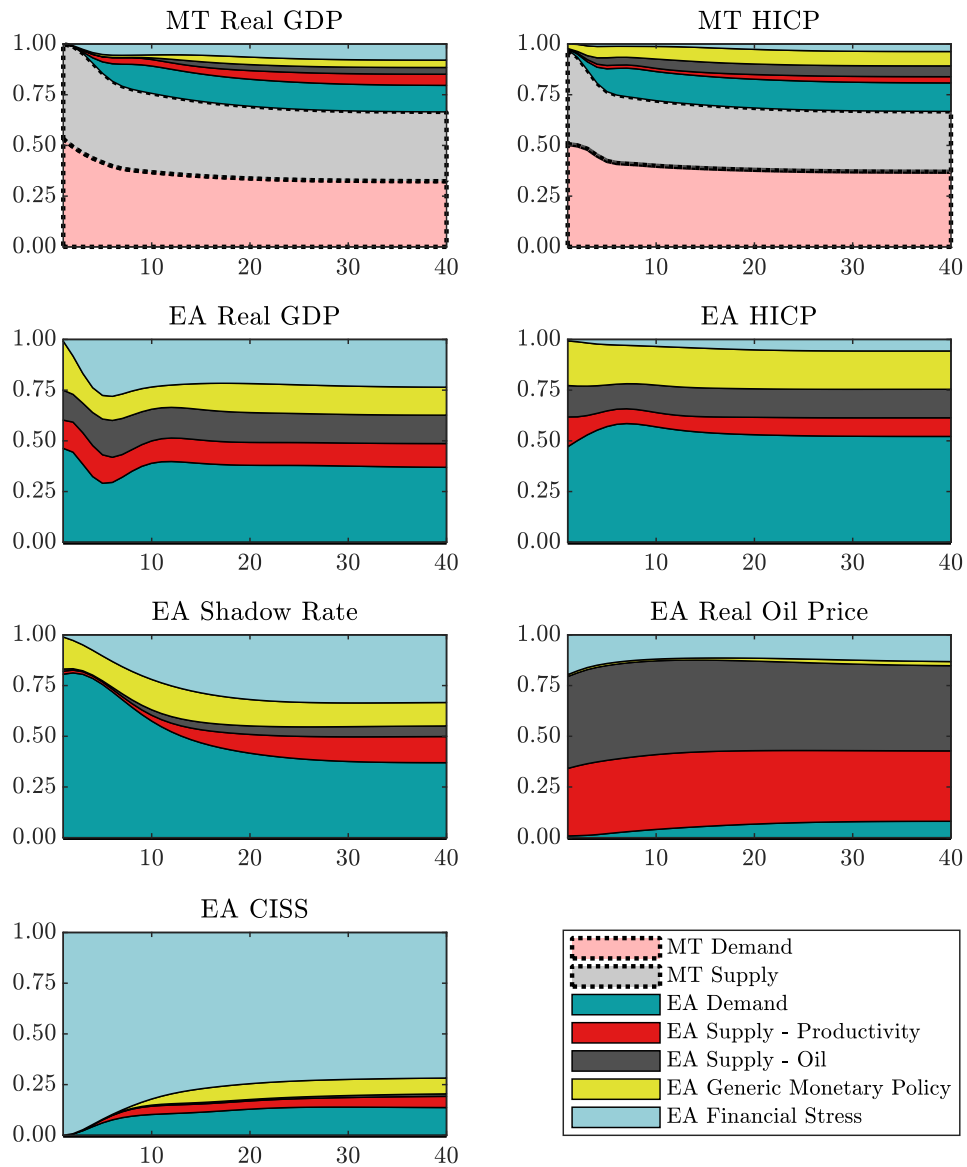 MT Real GDP
MT HICP
1.00
0.75
0.50
0.25
0.00
10 20 30 40
1.00
0.75
0.50
0.25
0.00
10 20 30 40
EA Real GDP
EA HICP
1.00
0.75
0.50
0.25
0.00
10 20 30 40
1.00
0.75
0.50
0.25
0.00
10 20 30 40
EA Shadow Rate
EA Real Oil Price
1.00
0.75
0.50
0.25
0.00
10 20 30 40
1.00
0.75
0.50
0.25
0.00
10 20 30 40
EA CISS
1.00
0.75
0.50
0.25
0.00
10 20 30 40
MT Demand
MT Supply
EA Demand
EA Supply - Productivity
EA Supply - Oil
EA Generic Monetary Policy
EA Financial Stress